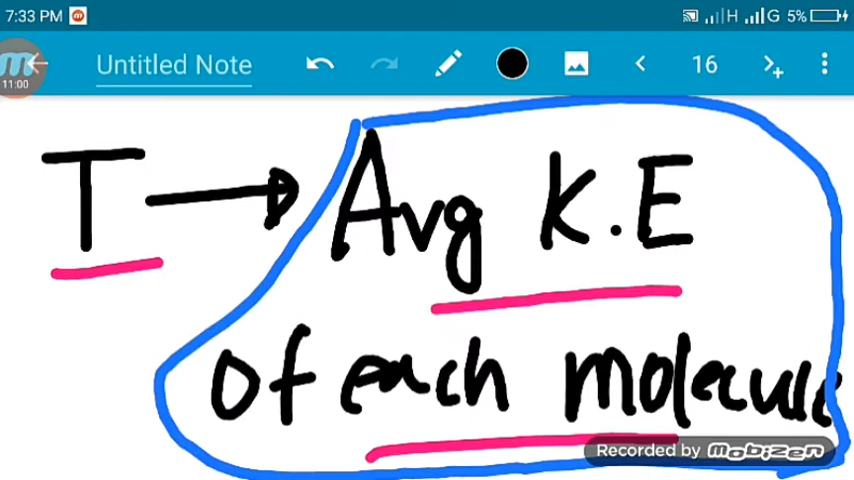 7:33 PM H G 5%
11:00
Untitled Note 16
T → Avg K.E
of each molecule
Recorded by mobizen